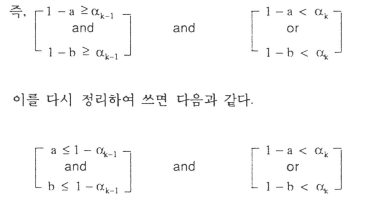 즉, 1 - a ≥ α_{k-1} and 1 - b ≥ α_{k-1} and 1 - a < α_k or 1 - b < α_k
이를 다시 정리하여 쓰면 다음과 같다.
a ≤ 1 - α_{k-1} and b ≤ 1 - α_{k-1} and 1 - a < α_k or 1 - b < α_k